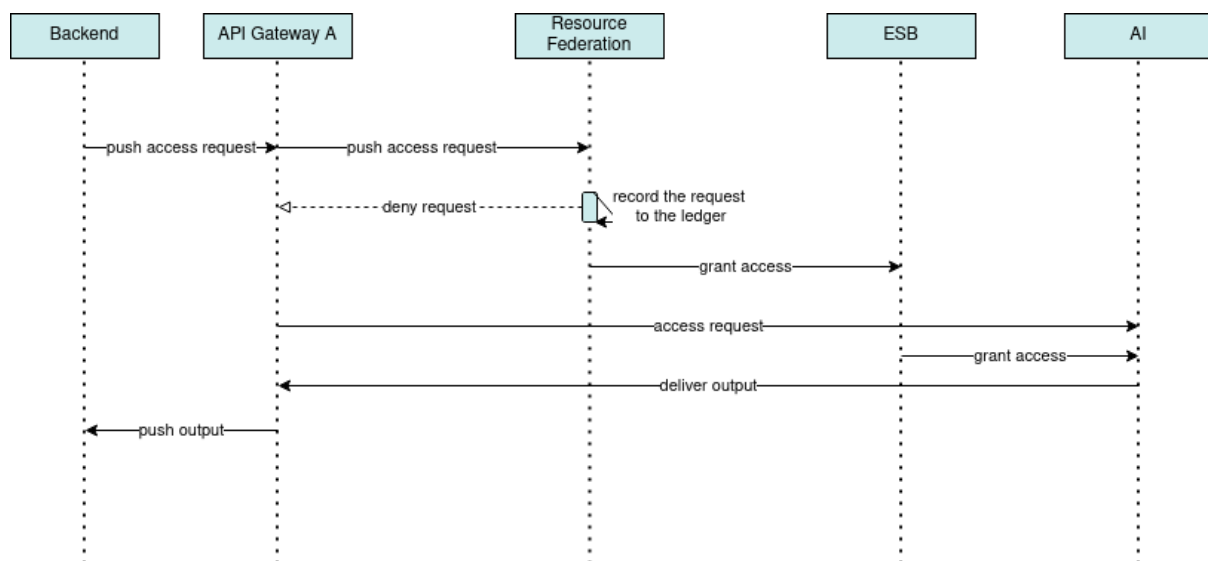 Backend
API Gateway A
Resource
Federation
ESB
AI
push access request
push access request
deny request
record the request
to the ledger
grant access
access request
grant access
deliver output
push output